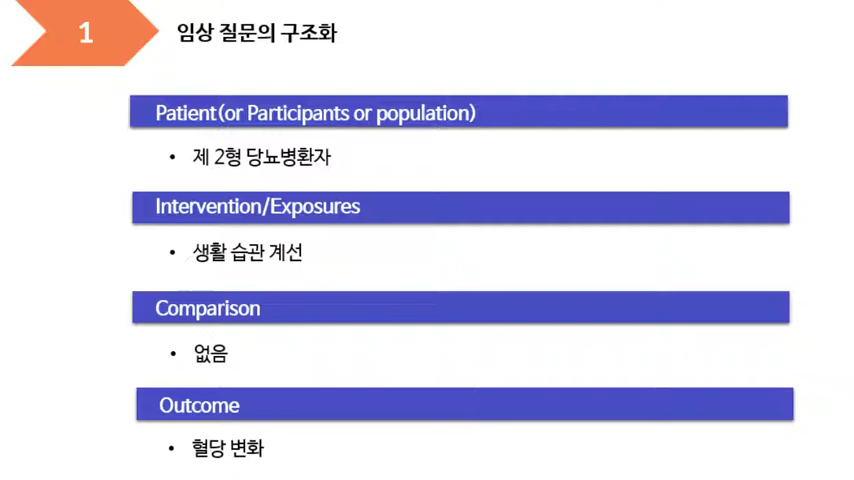 1
임상 질문의 구조화
Patient(or Participants or population)
• 제 2형 당뇨병환자
Intervention/Exposures
• 생활 습관 계선
Comparison
• 없음
Outcome
• 혈당 변화